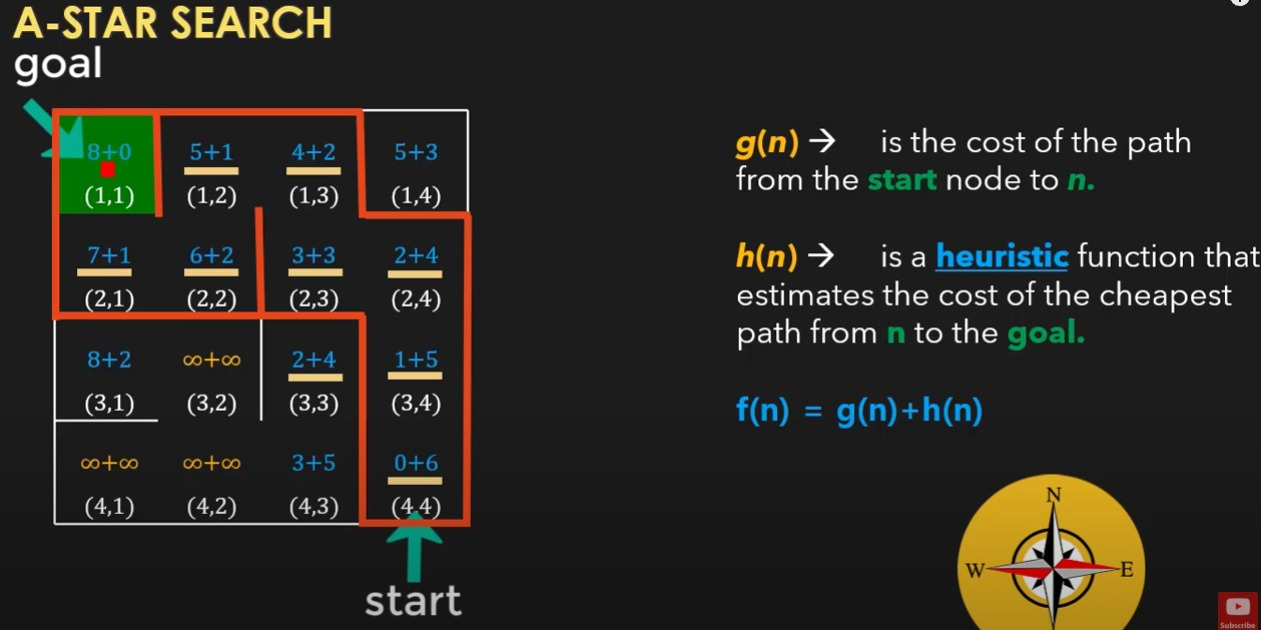 A-STAR SEARCH
goal
8+0 5+1 4+2 5+3
(1,1) (1,2) (1,3) (1,4)
7+1 6+2 3+3 2+4
(2,1) (2,2) (2,3) (2,4)
8+2 ∞+∞ 2+4 1+5
(3,1) (3,2) (3,3) (3,4)
∞+∞ ∞+∞ 3+5 0+6
(4,1) (4,2) (4,3) (4,4)
start
g(n) → is the cost of the path
from the start node to n.
h(n) → is a heuristic function that
estimates the cost of the cheapest
path from n to the goal.
f(n) = g(n)+h(n)
N
W E
Subscribe